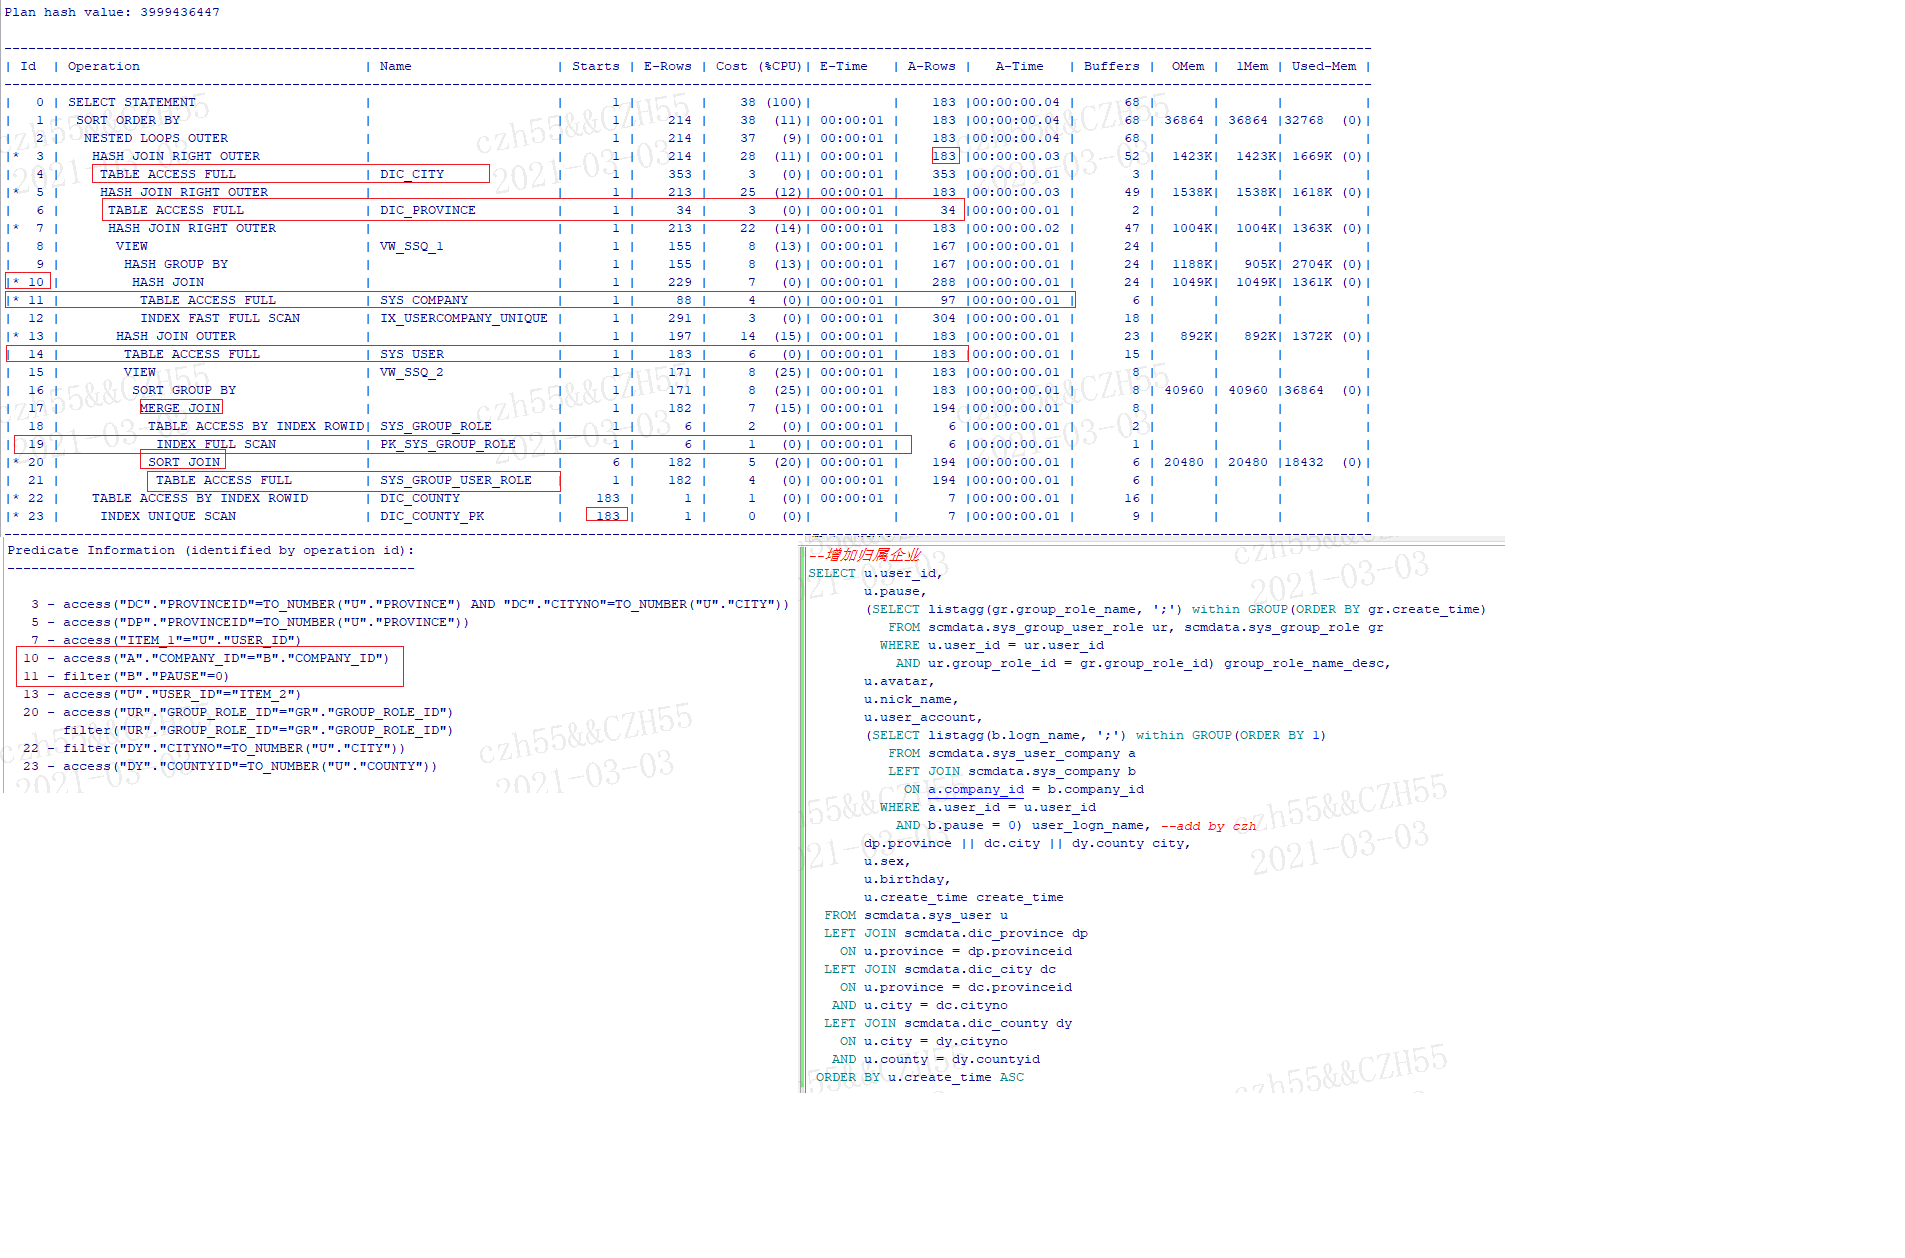 Plan hash value: 3999436447
| Id | Operation | Name | Starts | E-Rows | Cost (%CPU)| E-Time | A-Rows | A-Time | Buffers | OMem | 1Mem | Used-Mem |
| 0 | SELECT STATEMENT | | 1 | | 38 (100)| | 183 |00:00:00.04 | 68 | | | |
| 1 | SORT ORDER BY | | 1 | 214 | 38 (11)| 00:00:01 | 183 |00:00:00.04 | 68 | 36864 | 36864 |32768 (0)|
| 2 | NESTED LOOPS OUTER | | 1 | 214 | 37 (9)| 00:00:01 | 183 |00:00:00.04 | 68 | | | |
|* 3 | HASH JOIN RIGHT OUTER | | 1 | 214 | 28 (11)| 00:00:01 | 183 |00:00:00.03 | 52 | 1423K| 1423K| 1669K (0)|
| 4 | TABLE ACCESS FULL | DIC_CITY | 1 | 353 | 3 (0)| 00:00:01 | 353 |00:00:00.01 | 3 | | | |
|* 5 | HASH JOIN RIGHT OUTER | | 1 | 213 | 25 (12)| 00:00:01 | 183 |00:00:00.03 | 49 | 1538K| 1538K| 1618K (0)|
| 6 | TABLE ACCESS FULL | DIC_PROVINCE | 1 | 34 | 3 (0)| 00:00:01 | 34 |00:00:00.01 | 2 | | | |
|* 7 | HASH JOIN RIGHT OUTER | | 1 | 213 | 22 (14)| 00:00:01 | 183 |00:00:00.02 | 47 | 1004K| 1004K| 1363K (0)|
| 8 | VIEW | VW_SSQ_1 | 1 | 155 | 8 (13)| 00:00:01 | 167 |00:00:00.01 | 24 | | | |
| 9 | HASH GROUP BY | | 1 | 155 | 8 (13)| 00:00:01 | 167 |00:00:00.01 | 24 | 1188K| 905K| 2704K (0)|
|* 10 | HASH JOIN | | 1 | 229 | 7 (0)| 00:00:01 | 288 |00:00:00.01 | 24 | 1049K| 1049K| 1361K (0)|
|* 11 | TABLE ACCESS FULL | SYS_COMPANY | 1 | 88 | 4 (0)| 00:00:01 | 97 |00:00:00.01 | 6 | | | |
| 12 | INDEX FAST FULL SCAN | IX_USERCOMPANY_UNIQUE | 1 | 291 | 3 (0)| 00:00:01 | 304 |00:00:00.01 | 18 | | | |
|* 13 | HASH JOIN OUTER | | 1 | 197 | 14 (15)| 00:00:01 | 183 |00:00:00.01 | 23 | 892K| 892K| 1372K (0)|
| 14 | TABLE ACCESS FULL | SYS_USER | 1 | 183 | 6 (0)| 00:00:01 | 183 |00:00:00.01 | 15 | | | |
| 15 | VIEW | VW_SSQ_2 | 1 | 171 | 8 (25)| 00:00:01 | 183 |00:00:00.01 | 8 | | | |
| 16 | SORT GROUP BY | | 1 | 171 | 8 (25)| 00:00:01 | 183 |00:00:00.01 | 8 | 40960 | 40960 |36864 (0)|
| 17 | MERGE JOIN | | 1 | 182 | 7 (15)| 00:00:01 | 194 |00:00:00.01 | 8 | | | |
| 18 | TABLE ACCESS BY INDEX ROWID| SYS_GROUP_ROLE | 1 | 6 | 2 (0)| 00:00:01 | 6 |00:00:00.01 | 2 | | | |
| 19 | INDEX FULL SCAN | PK_SYS_GROUP_ROLE | 1 | 6 | 1 (0)| 00:00:01 | 6 |00:00:00.01 | 1 | | | |
|* 20 | SORT JOIN | | 6 | 182 | 5 (20)| 00:00:01 | 194 |00:00:00.01 | 6 | 20480 | 20480 |18432 (0)|
| 21 | TABLE ACCESS FULL | SYS_GROUP_USER_ROLE | 1 | 182 | 4 (0)| 00:00:01 | 194 |00:00:00.01 | 6 | | | |
|* 22 | TABLE ACCESS BY INDEX ROWID | DIC_COUNTY | 183 | 1 | 1 (0)| 00:00:01 | 7 |00:00:00.01 | 16 | | | |
|* 23 | INDEX UNIQUE SCAN | DIC_COUNTY_PK | 183 | 1 | 0 (0)| | 7 |00:00:00.01 | 9 | | | |
Predicate Information (identified by operation id):
3 - access("DC"."PROVINCEID"=TO_NUMBER("U"."PROVINCE") AND "DC"."CITYNO"=TO_NUMBER("U"."CITY"))
5 - access("DP"."PROVINCEID"=TO_NUMBER("U"."PROVINCE"))
7 - access("ITEM_1"="U"."USER_ID")
10 - access("A"."COMPANY_ID"="B"."COMPANY_ID")
11 - filter("B"."PAUSE"=0)
13 - access("U"."USER_ID"="ITEM_2")
20 - access("UR"."GROUP_ROLE_ID"="GR"."GROUP_ROLE_ID")
filter("UR"."GROUP_ROLE_ID"="GR"."GROUP_ROLE_ID")
22 - filter("DY"."CITYNO"=TO_NUMBER("U"."CITY"))
23 - access("DY"."COUNTYID"=TO_NUMBER("U"."COUNTY"))
--增加归属企业
SELECT u.user_id,
u.pause,
(SELECT listagg(gr.group_role_name, ';') within GROUP(ORDER BY gr.create_time)
FROM scmdata.sys_group_user_role ur, scmdata.sys_group_role gr
WHERE u.user_id = ur.user_id
AND ur.group_role_id = gr.group_role_id) group_role_name_desc,
u.avatar,
u.nick_name,
u.user_account,
(SELECT listagg(b.logn_name, ';') within GROUP(ORDER BY 1)
FROM scmdata.sys_user_company a
LEFT JOIN scmdata.sys_company b
ON a.company_id = b.company_id
WHERE a.user_id = u.user_id
AND b.pause = 0) user_logn_name, --add by czh
dp.province || dc.city || dy.county city,
u.sex,
u.birthday,
u.create_time create_time
FROM scmdata.sys_user u
LEFT JOIN scmdata.dic_province dp
ON u.province = dp.provinceid
LEFT JOIN scmdata.dic_city dc
ON u.province = dc.provinceid
AND u.city = dc.cityno
LEFT JOIN scmdata.dic_county dy
ON u.city = dy.cityno
AND u.county = dy.countyid
ORDER BY u.create_time ASC
czh55&&CZH55
2021-03-03